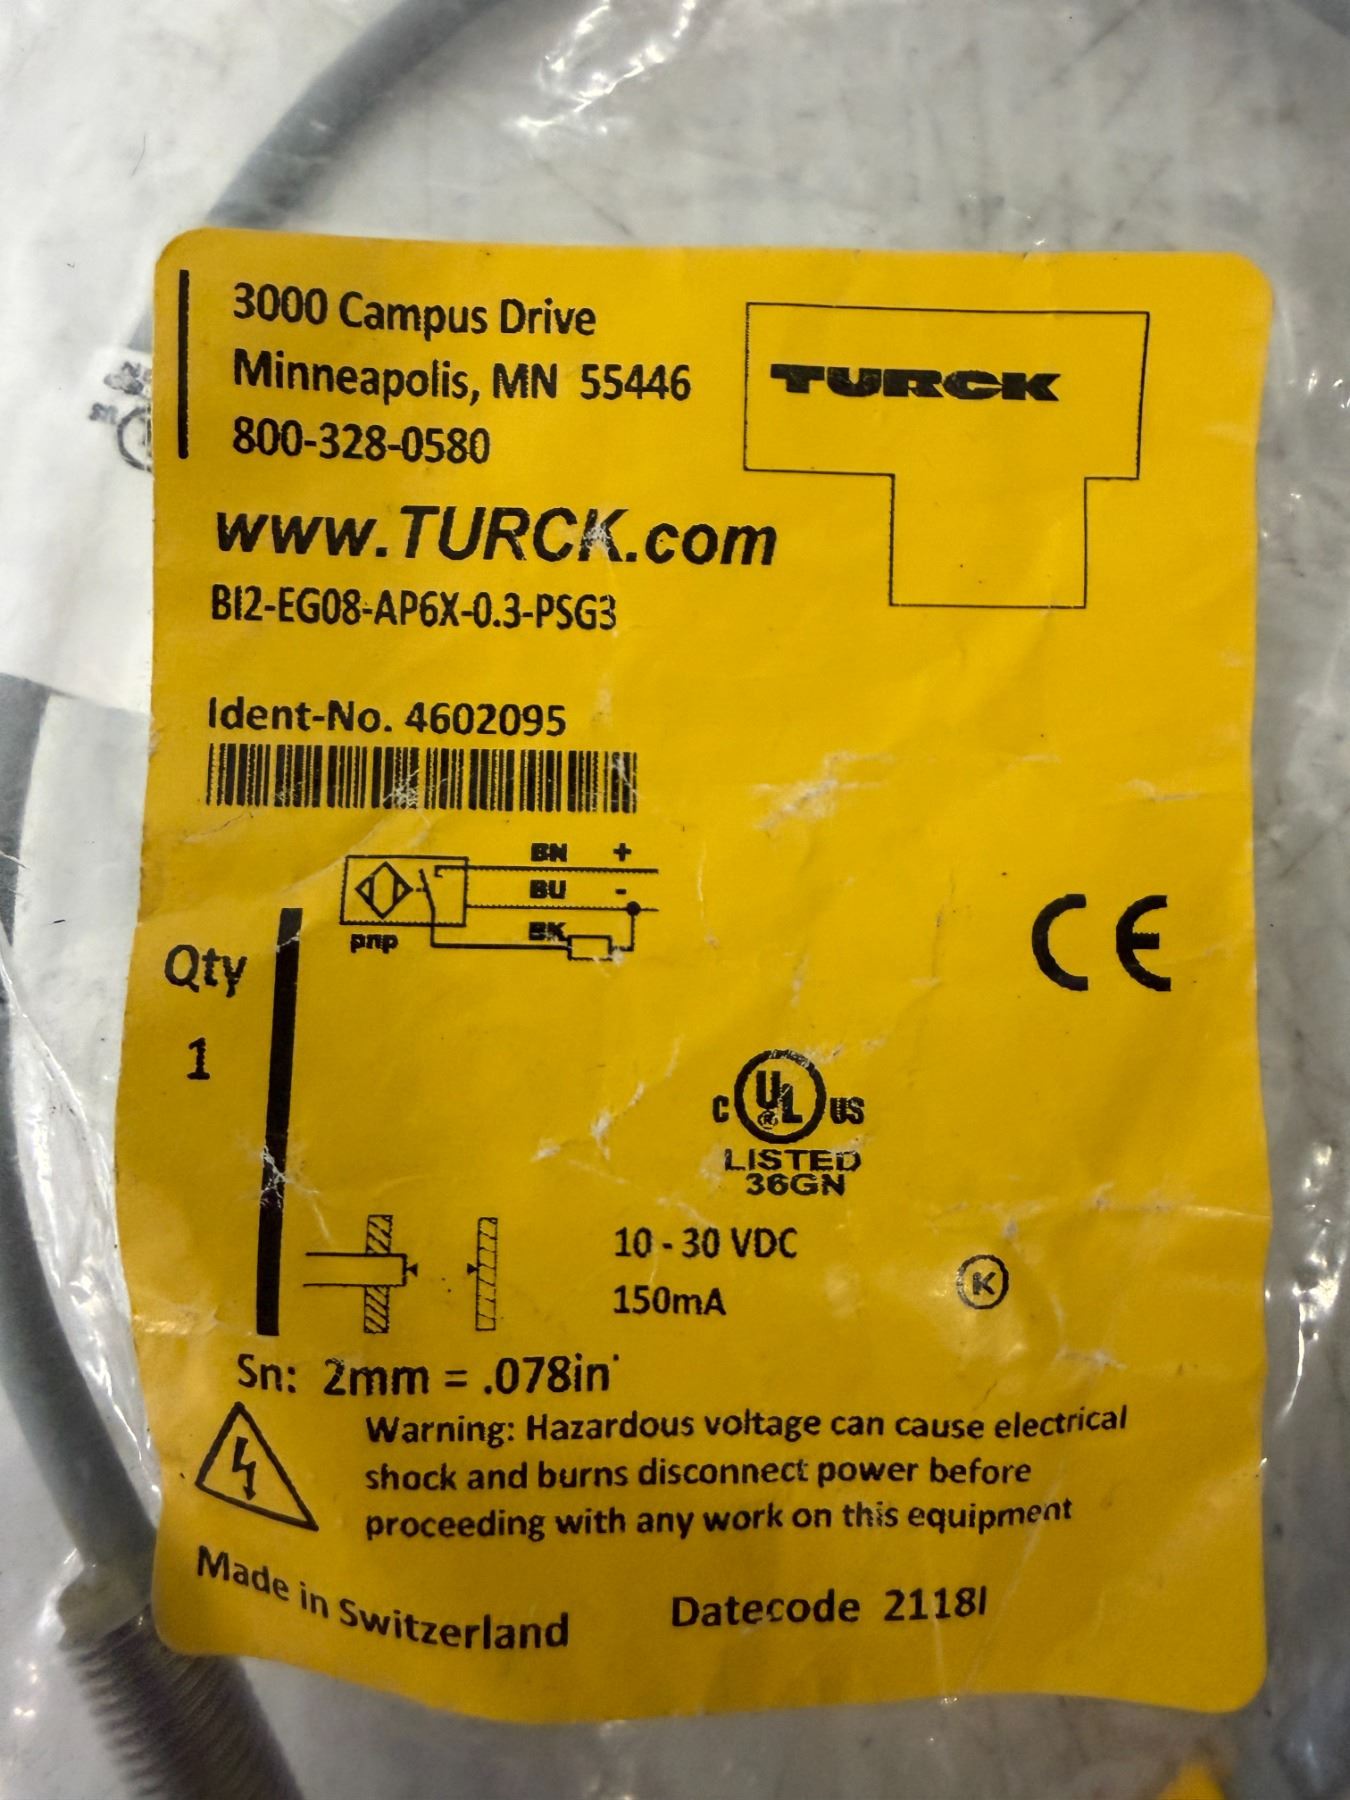 3000 Campus Drive
Minneapolis, MN 55446
800-328-0580
TURCK
www.TURCK.com
BI2-EG08-AP6X-0.3-PSG3
Ident-No. 4602095
BN +
BU -
BK
pnp
Qty
1
CE
C UL US
®
LISTED
36GN
10 - 30 VDC
150mA
K
Sn: 2mm = .078in
Warning: Hazardous voltage can cause electrical
shock and burns disconnect power before
proceeding with any work on this equipment
Made in Switzerland
Datecode 2118I